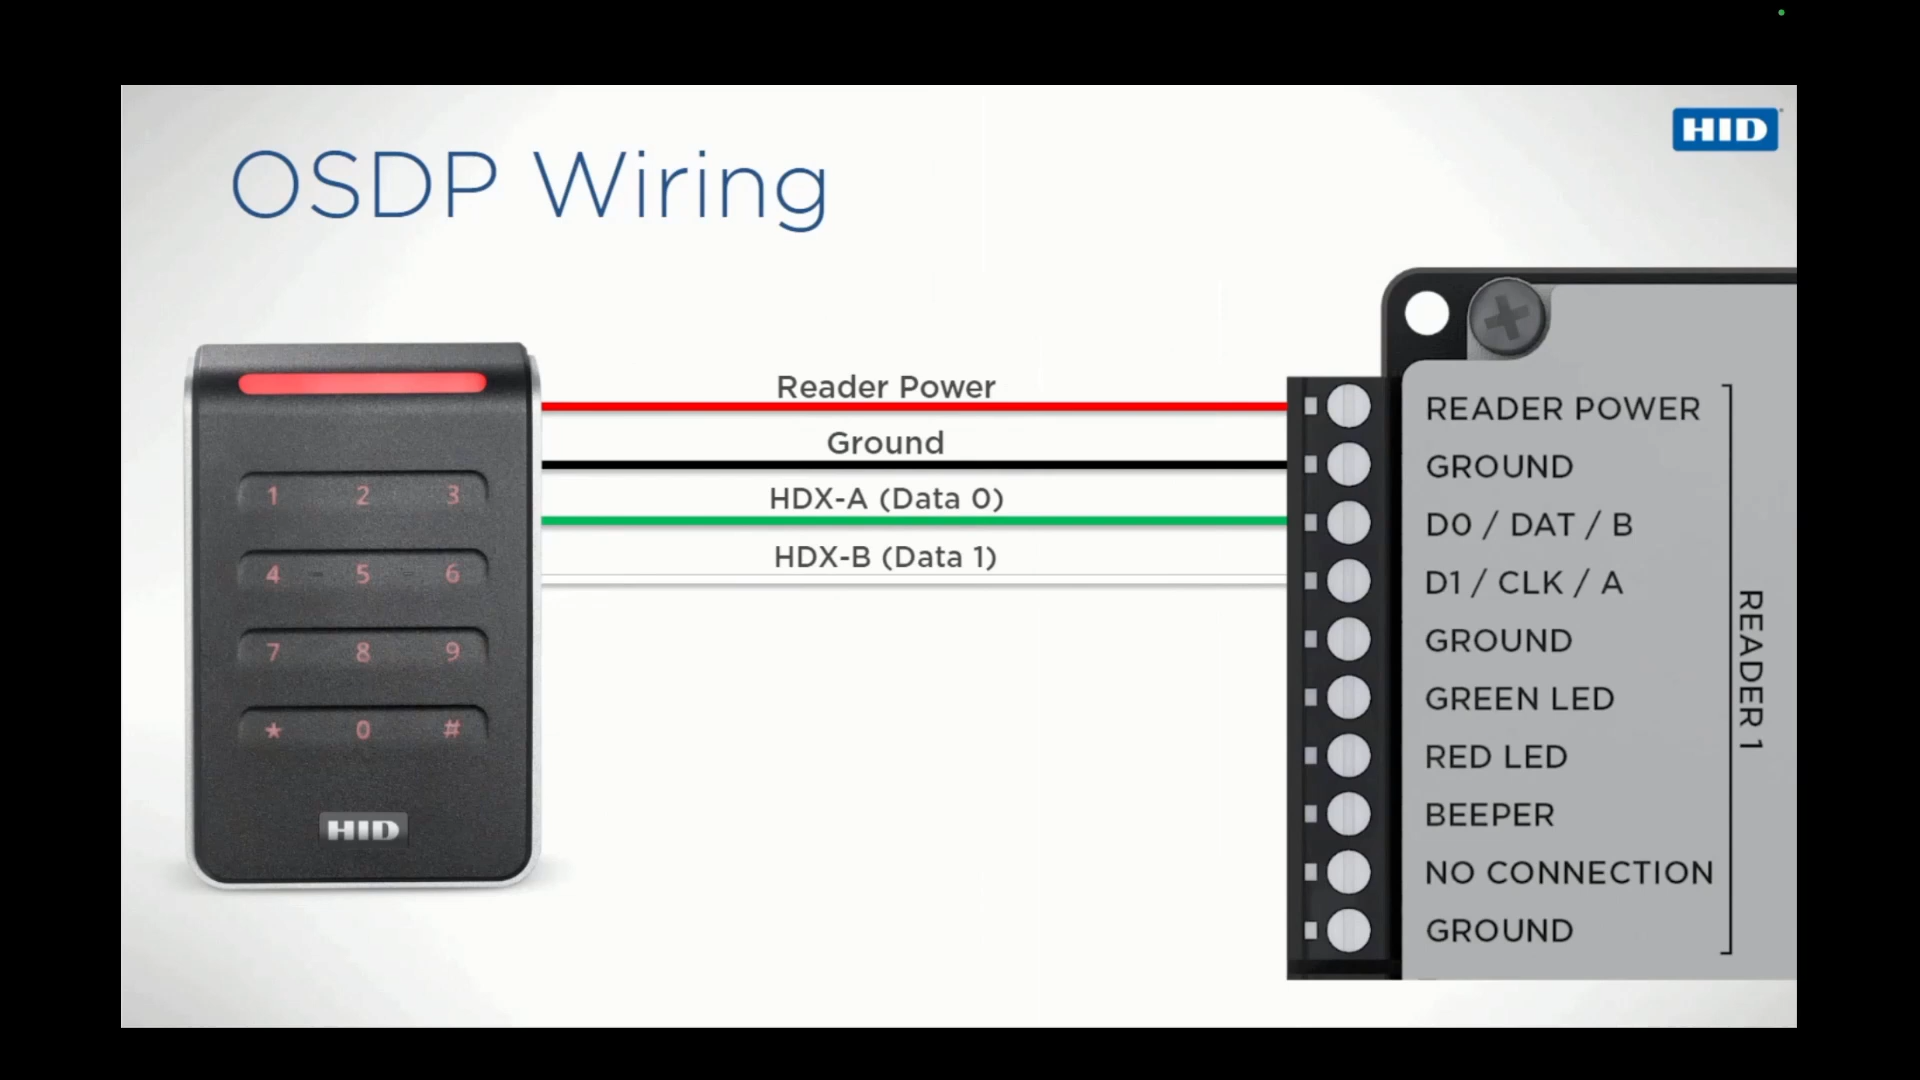 HID
OSDP Wiring
Reader Power
Ground
HDX-A (Data 0)
HDX-B (Data 1)
1 2 3
4 5 6
7 8 9
* 0 #
HID
READER POWER
GROUND
D0 / DAT / B
D1 / CLK / A
GROUND
GREEN LED
RED LED
BEEPER
NO CONNECTION
GROUND
READER 1